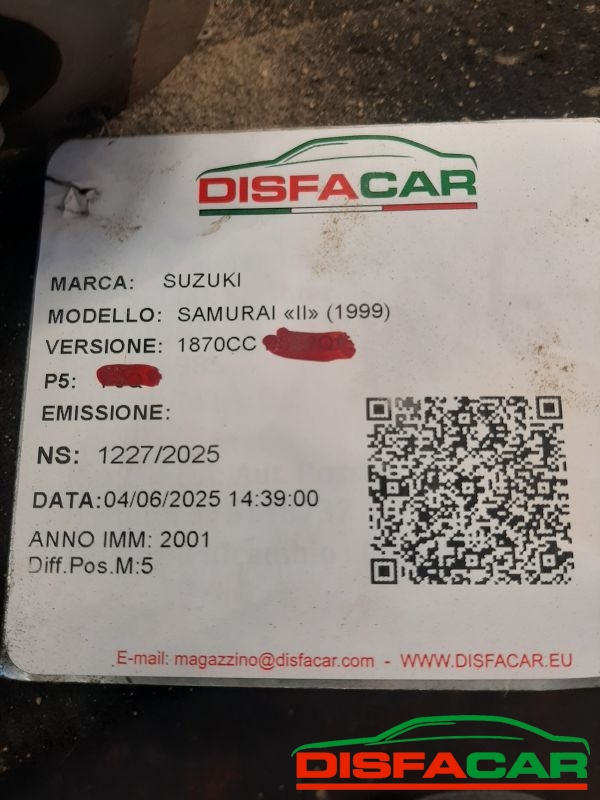 DISFACAR
MARCA: SUZUKI
MODELLO: SAMURAI «II» (1999)
VERSIONE: 1870CC
P5:
EMISSIONE:
NS: 1227/2025
DATA:04/06/2025 14:39:00
ANNO IMM: 2001
Diff.Pos.M:5
E-mail: magazzino@disfacar.com - WWW.DISFACAR.EU
DISFACAR